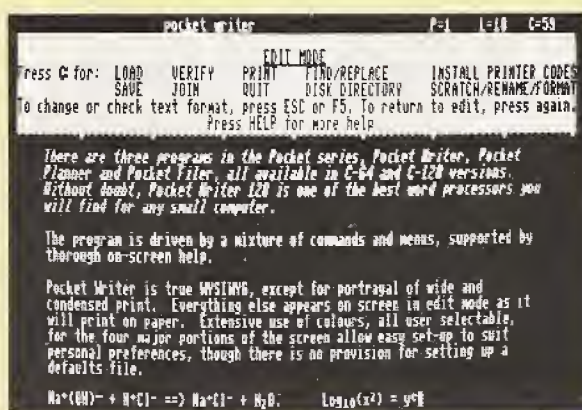 pocket writer P=1 L=18 C=59
EDIT MODE
Press C for: LOAD VERIFY PRINT FIND/REPLACE INSTALL PRINTER CODES
SAVE JOIN QUIT DISK DIRECTORY SCRATCH/RENAME/FORMAT
To change or check text format, press ESC or F5. To return to edit, press again.
Press HELP for more help
There are three programs in the Pocket series, Pocket Writer, Pocket
Planner and Pocket Filer, all available in C-64 and C-128 versions.
Without doubt, Pocket Writer 128 is one of the best word processors you
will find for any small computer.
The program is driven by a mixture of commands and menus, supported by
thorough on-screen help.
Pocket Writer is true WYSIWYG, except for portrayal of wide and
condensed print. Everything else appears on screen in edit mode as it
will print on paper. Extensive use of colours, all user selectable,
for the four major portions of the screen allow easy set-up to suit
personal preferences, though there is no provision for setting up a
defaults file.
Na⁺(OH)⁻ + H⁺Cl⁻ ==> Na⁺Cl⁻ + H₂O. Log₁₀(x²) =